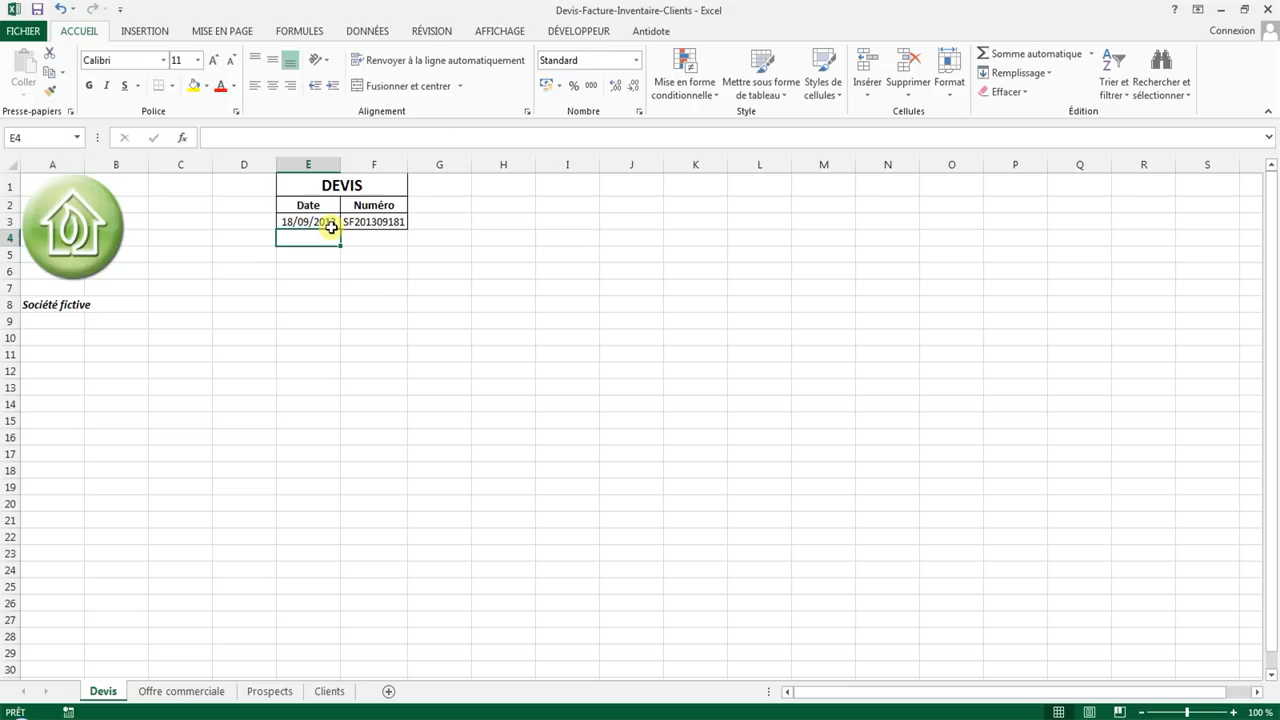 Devis-Facture-Inventaire-Clients - Excel
FICHIER ACCUEIL INSERTION MISE EN PAGE FORMULES DONNÉES RÉVISION AFFICHAGE DÉVELOPPEUR Antidote Connexion
Coller
Presse-papiers
Calibri 11
G I S
Police
Renvoyer à la ligne automatiquement
Fusionner et centrer
Alignement
Standard
% 000
Nombre
Mise en forme conditionnelle
Mettre sous forme de tableau
Styles de cellules
Style
Insérer Supprimer Format
Cellules
Somme automatique
Remplissage
Effacer
Trier et filtrer
Rechercher et sélectionner
Édition
E4 fx
A B C D E F G H I J K L M N O P Q R S
1 DEVIS
2 Date Numéro
3 18/09/2013 SF201309181
4
5
6
7
8 Société fictive
9
10
11
12
13
14
15
16
17
18
19
20
21
22
23
24
25
26
27
28
29
30
Devis Offre commerciale Prospects Clients
PRÊT 100 %